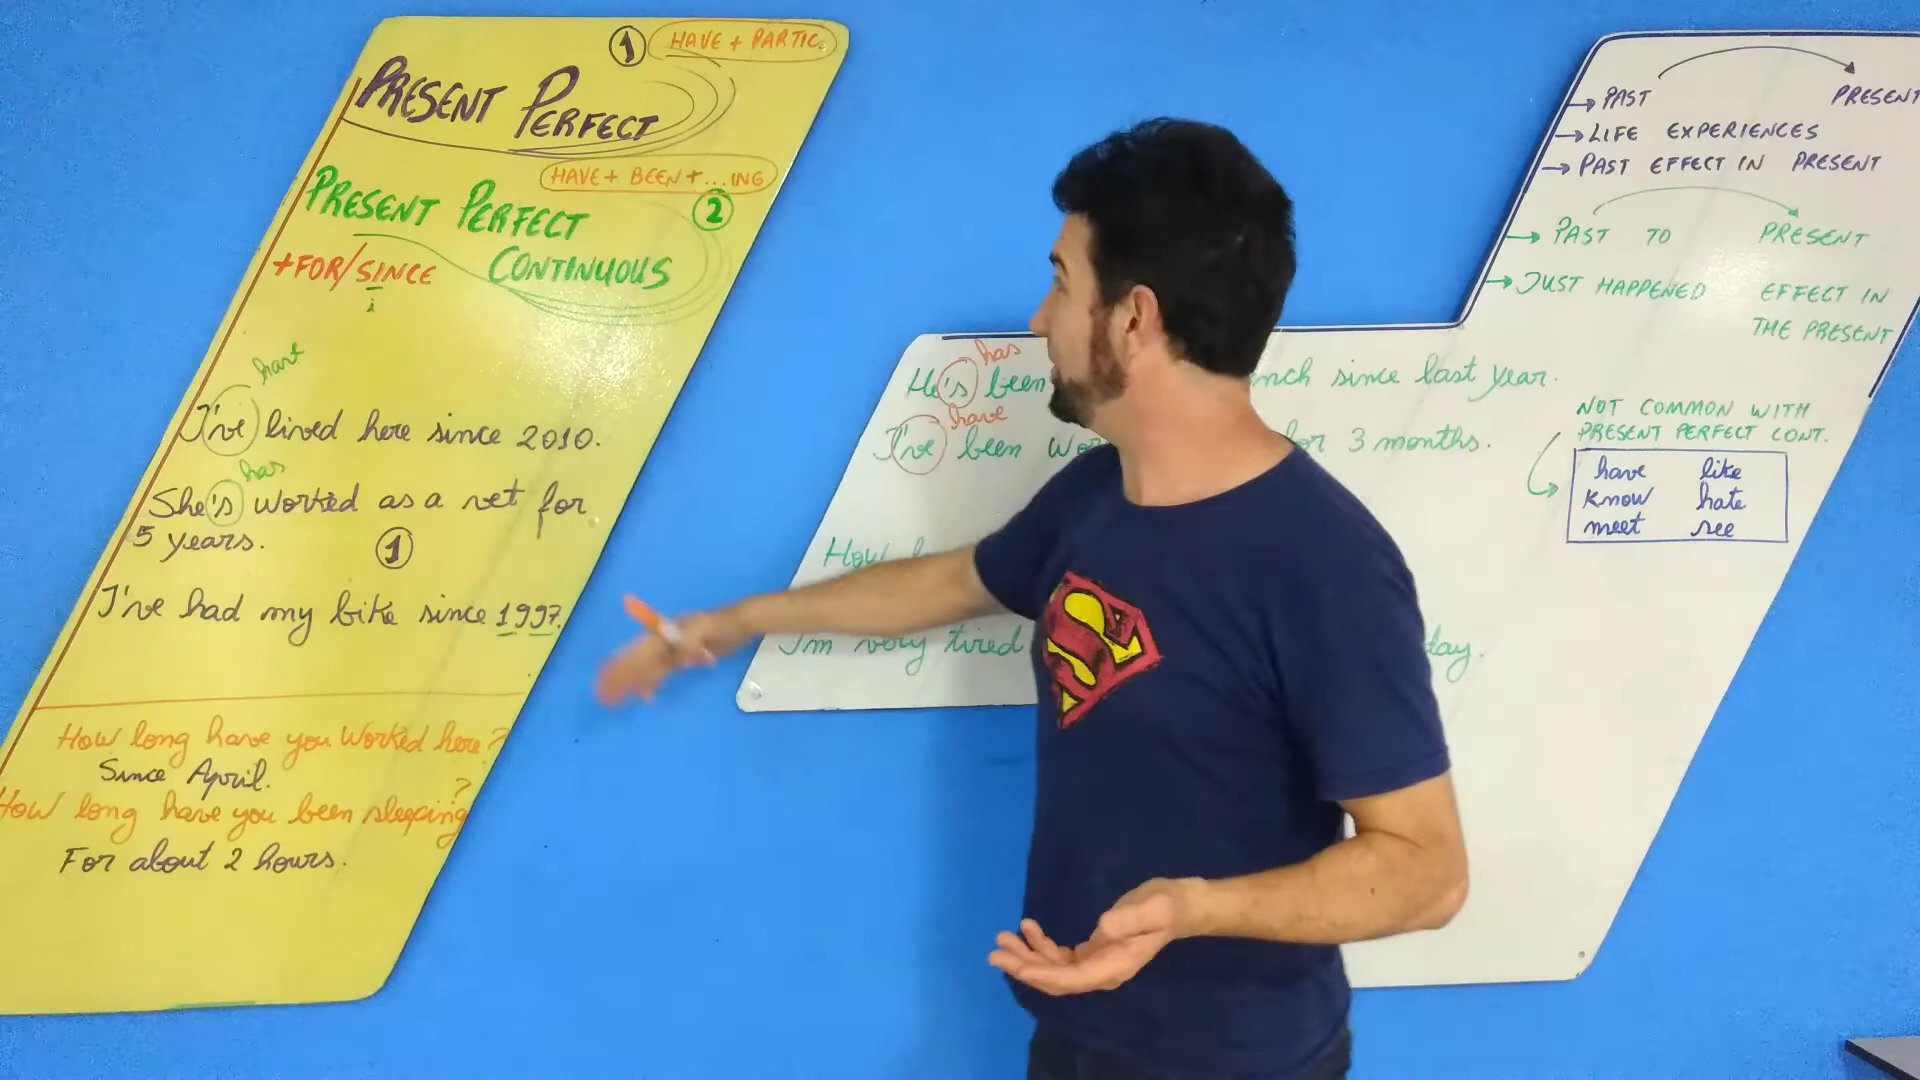 1 HAVE + PARTIC.
PRESENT PERFECT
HAVE + BEEN + ...ING
2
PRESENT PERFECT
CONTINUOUS
+FOR/SINCE
i
I've lived here since 2010.
has
She's worked as a vet for
5 years.
1
I've had my bike since 1997.
How long have you worked here?
Since April.
How long have you been sleeping?
For about 2 hours.
PAST PRESENT
LIFE EXPERIENCES
PAST EFFECT IN PRESENT
PAST TO PRESENT
JUST HAPPENED EFFECT IN
THE PRESENT
has
He's been since last year.
have
I've been for 3 months.
How
I'm very tired
NOT COMMON WITH
PRESENT PERFECT CONT.
have like
know hate
meet see
S